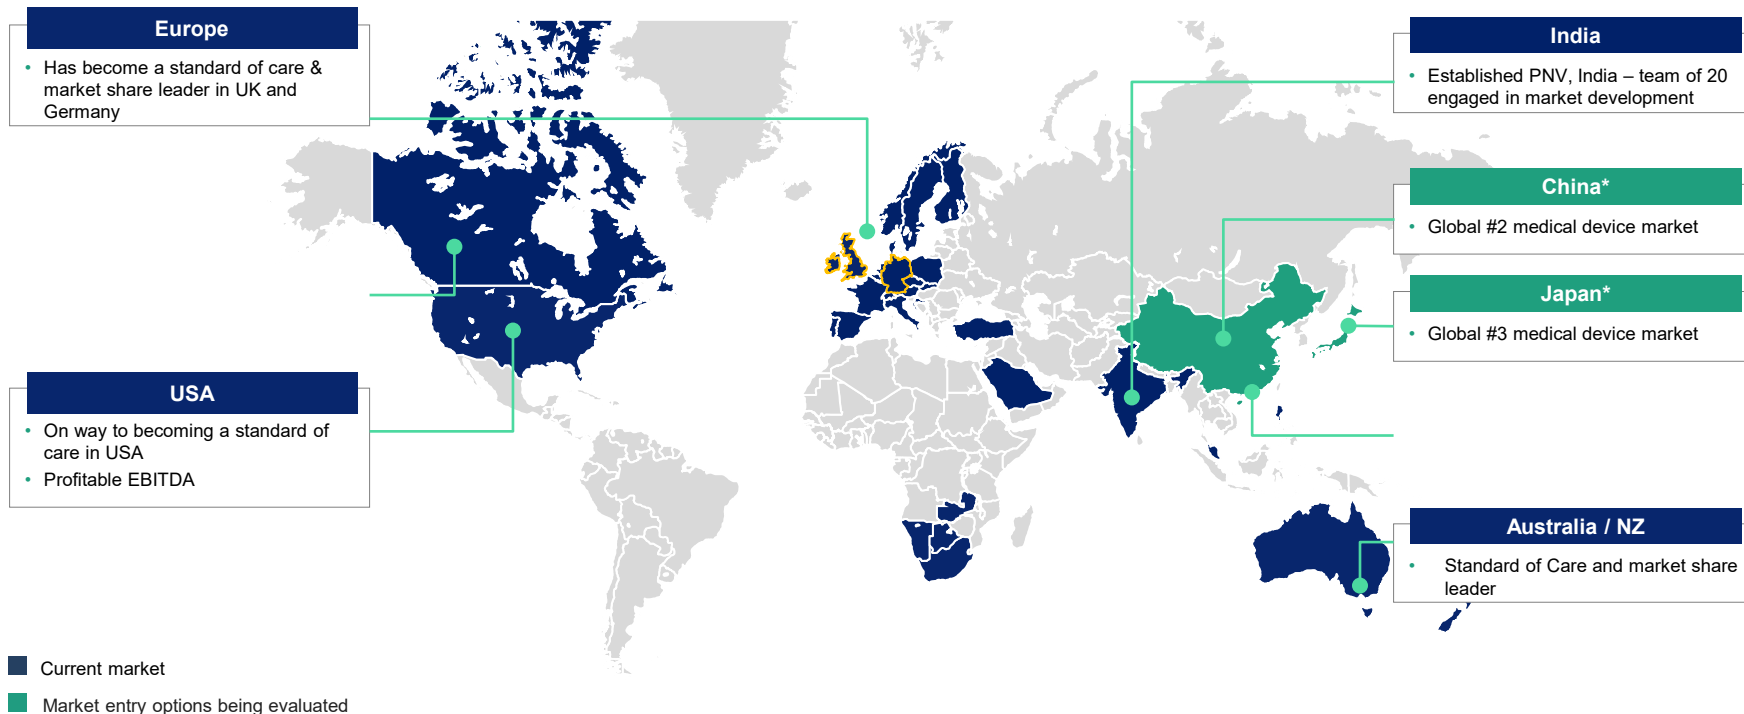 Europe
• Has become a standard of care &
market share leader in UK and
Germany
USA
• On way to becoming a standard of
care in USA
• Profitable EBITDA
India
• Established PNV, India – team of 20
engaged in market development
China*
• Global #2 medical device market
Japan*
• Global #3 medical device market
Australia / NZ
• Standard of Care and market share
leader
Current market
Market entry options being evaluated